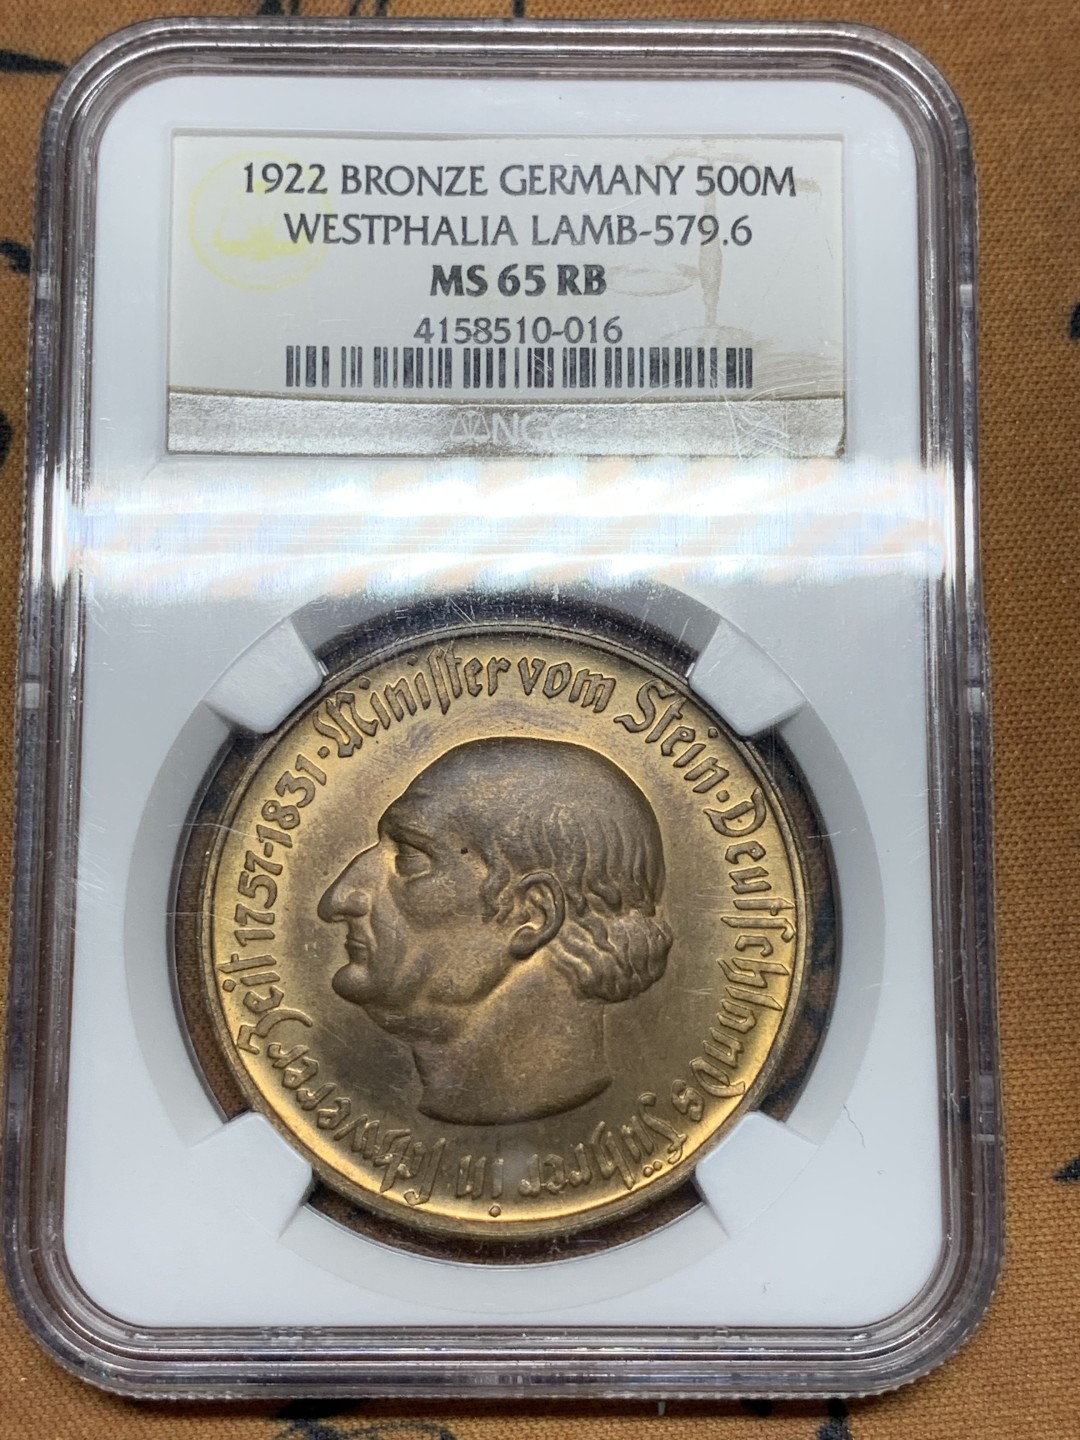 1922 BRONZE GERMANY 500M
WESTPHALIA LAMB-579.6
MS 65 RB
4158510-016
NGC
Minister vom Stein · Deutschlands Führer in schwerer Zeit 1757-1831 ·